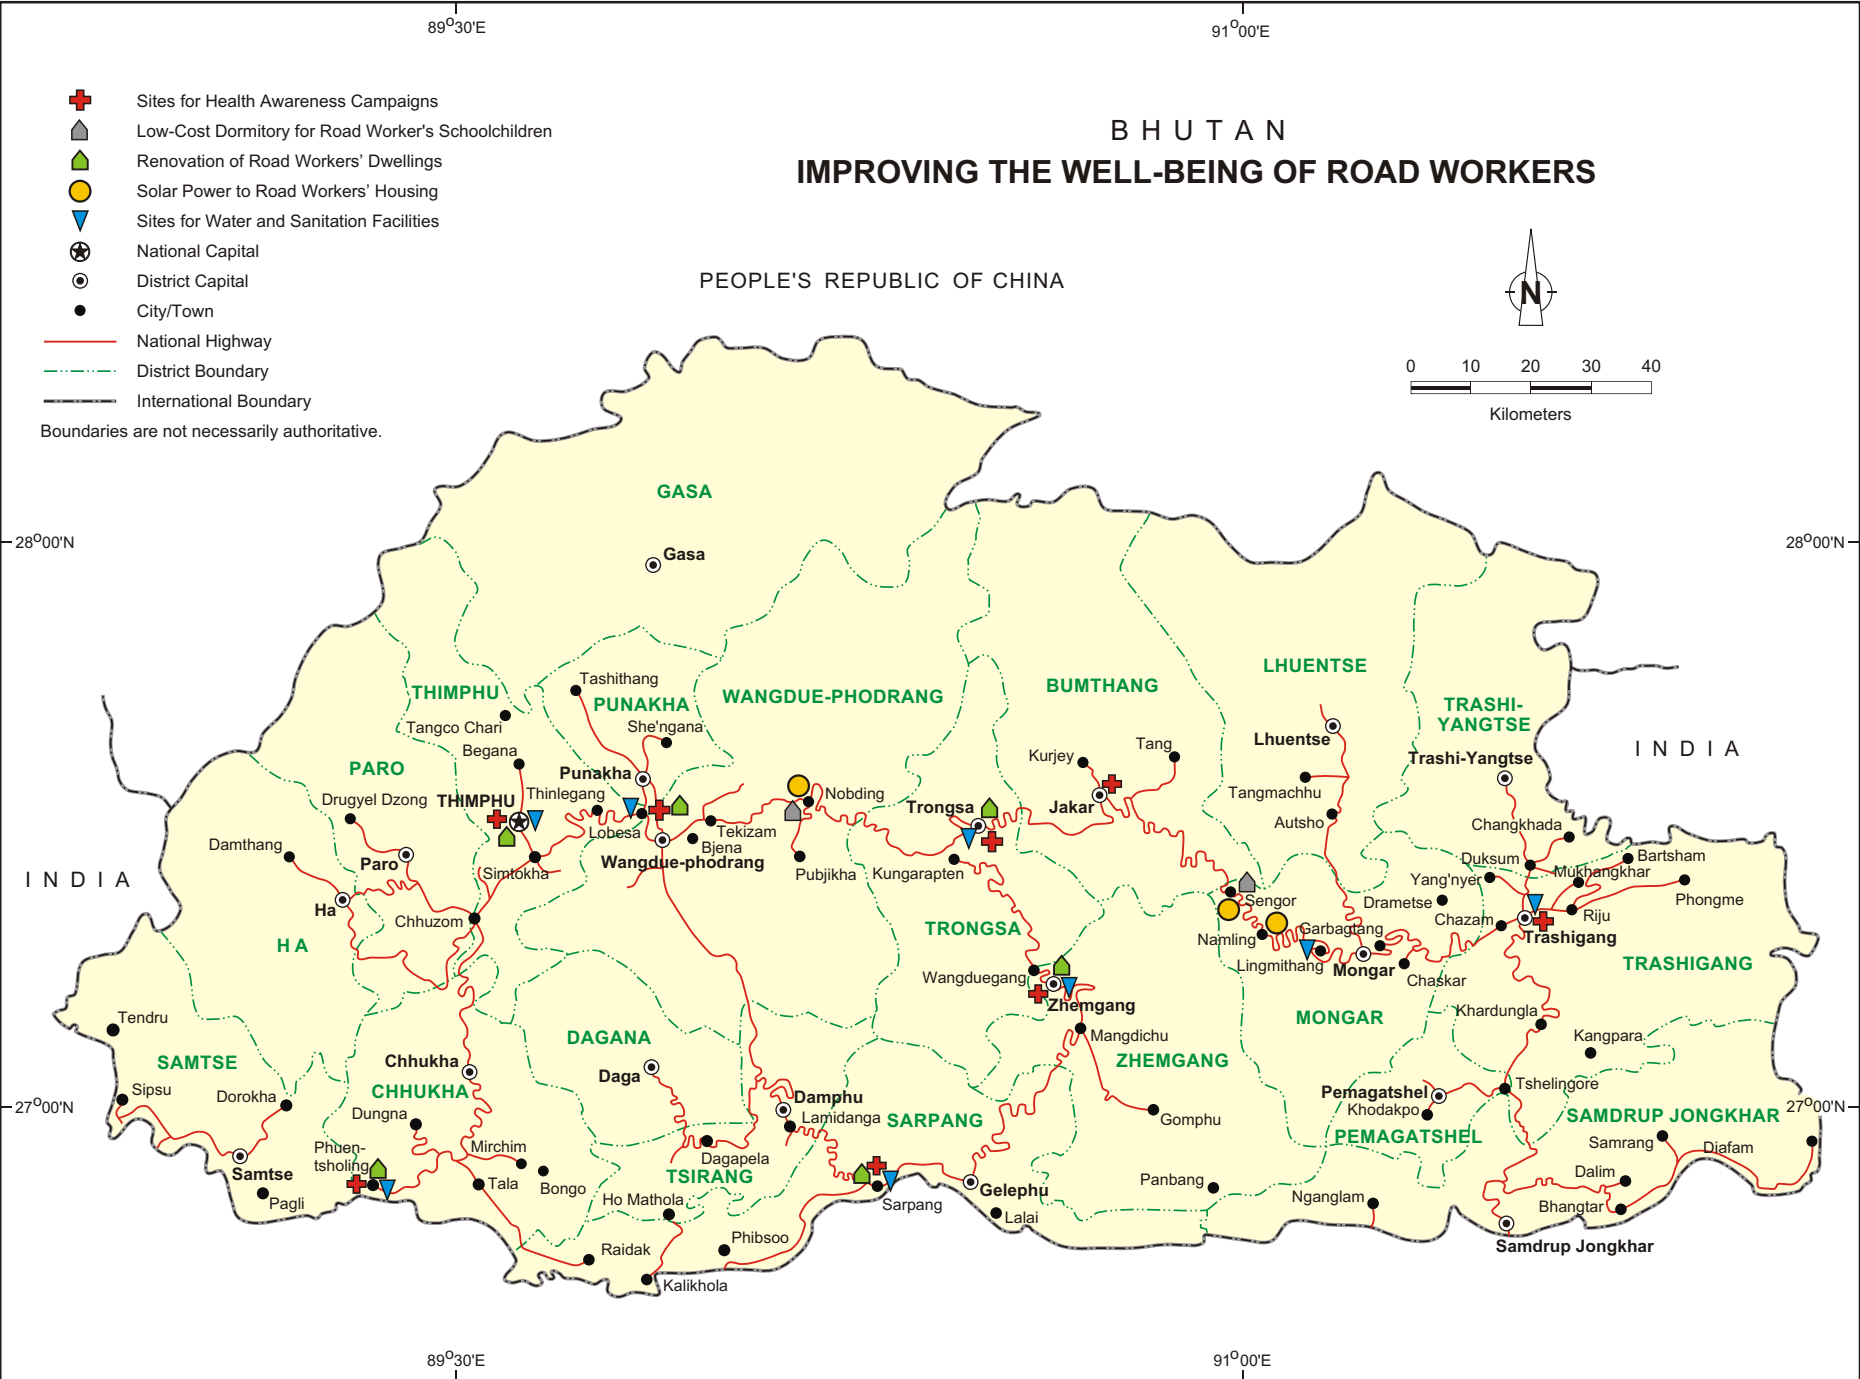 89°30'E
91°00'E
Sites for Health Awareness Campaigns
Low-Cost Dormitory for Road Worker's Schoolchildren
Renovation of Road Workers' Dwellings
Solar Power to Road Workers' Housing
Sites for Water and Sanitation Facilities
National Capital
District Capital
City/Town
National Highway
District Boundary
International Boundary
Boundaries are not necessarily authoritative.
BHUTAN
IMPROVING THE WELL-BEING OF ROAD WORKERS
PEOPLE'S REPUBLIC OF CHINA
N
0 10 20 30 40
Kilometers
GASA
Gasa
28°00'N
28°00'N
THIMPHU
Tangco Chari
Begana
Tashithang
PUNAKHA
She'ngana
WANGDUE-PHODRANG
BUMTHANG
LHUENTSE
TRASHI-
YANGTSE
INDIA
Lhuentse
Trashi-Yangtse
Kurjey
Tang
Punakha
PARO
Drugyel Dzong
THIMPHU
Thinlegang
Nobding
Trongsa
Jakar
Tangmachhu
Autsho
Changkhada
Damthang
Paro
Simtokha
Lobesa
Tekizam
Bjena
Wangdue-phodrang
Pubjikha
Kungarapten
Duksum
Mukhangkhar
Bartsham
Yang'nyer
Phongme
INDIA
Ha
Chhuzom
Sengor
Drametse
Chazam
Riju
Trashigang
HA
TRONGSA
Namling
Garbagtang
Lingmithang
Mongar
Chaskar
TRASHIGANG
Wangduegang
Zhemgang
Khardungla
Tendru
MONGAR
Mangdichu
Kangpara
SAMTSE
DAGANA
Chhukha
Daga
ZHEMGANG
Sipsu
Dorokha
CHHUKHA
Dungna
Damphu
Lamidanga
SARPANG
Gomphu
Pemagatshel
Khodakpo
Tshelingore
27°00'N
27°00'N
SAMDRUP JONGKHAR
PEMAGATSHEL
Samrang
Diafam
Phuen-
tsholing
Mirchim
Dagapela
TSIRANG
Samtse
Pagli
Tala
Bongo
Ho Mathola
Sarpang
Gelephu
Lalai
Panbang
Nganglam
Dalim
Bhangtar
Samdrup Jongkhar
Raidak
Phibsoo
Kalikhola
89°30'E
91°00'E